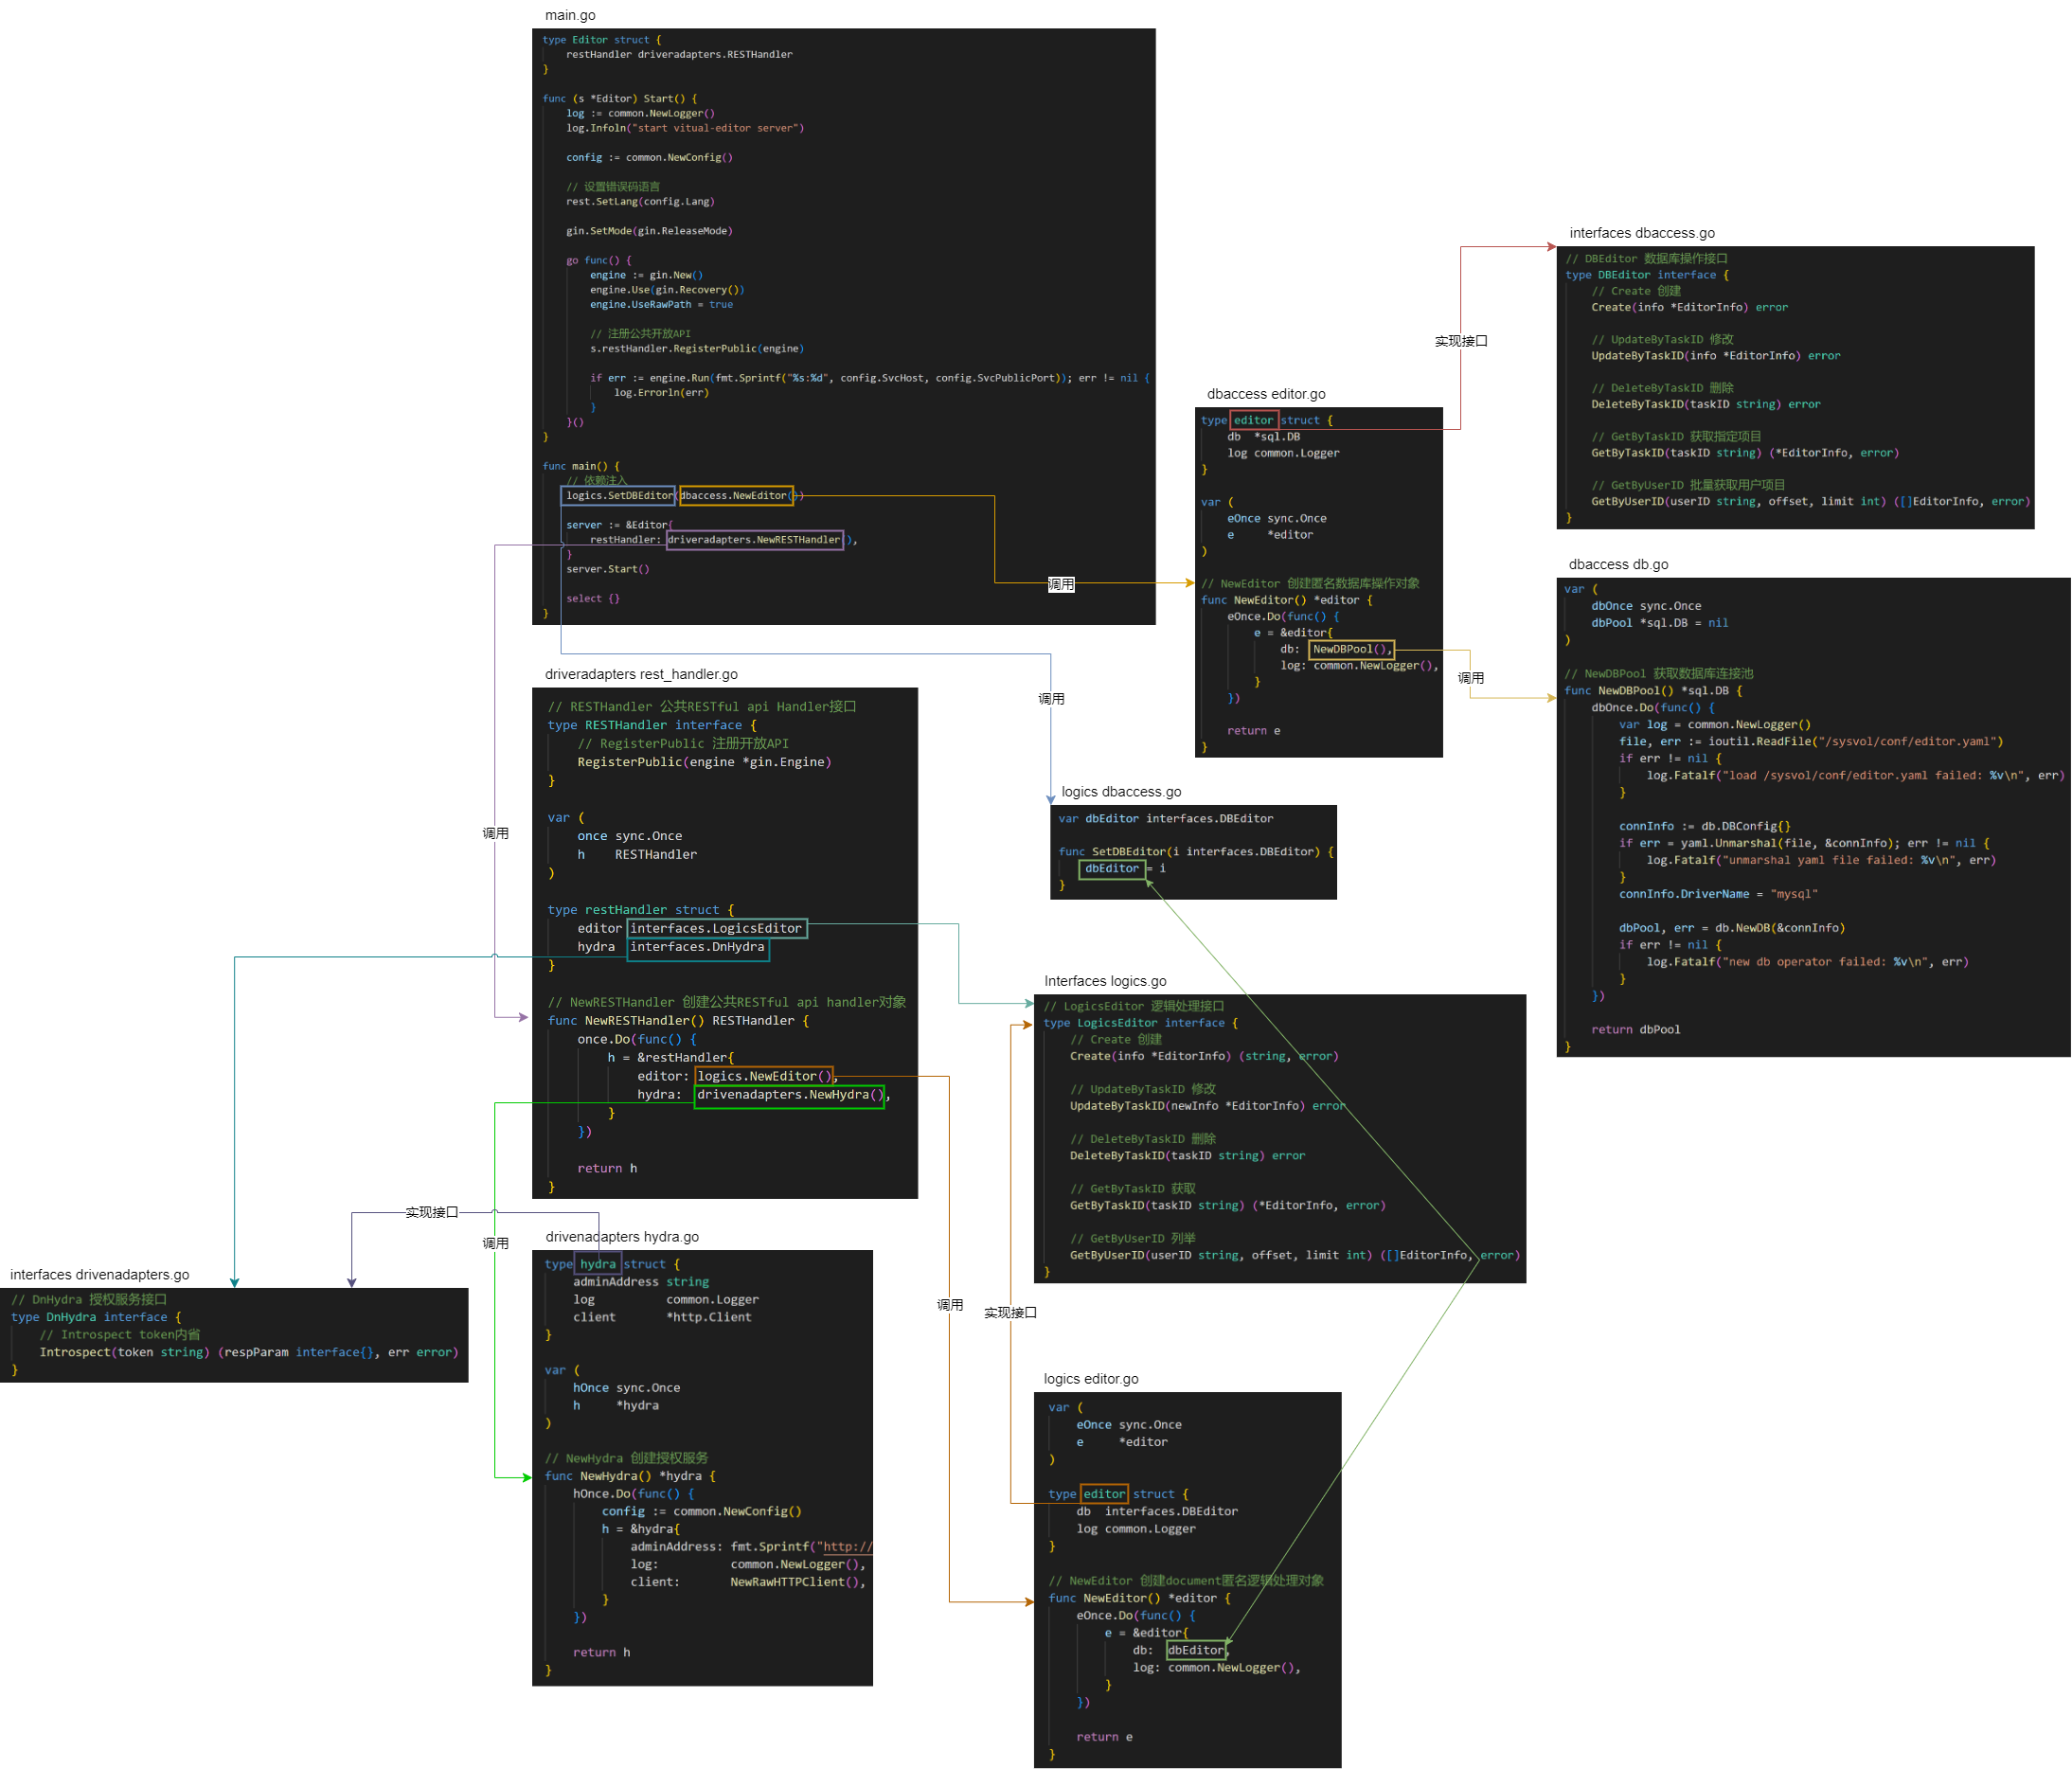 main.go
type Editor struct {
    restHandler driveradapters.RESTHandler
}
func (s *Editor) Start() {
    log := common.NewLogger()
    log.Infoln("start vitual-editor server")
    config := common.NewConfig()
    // 设置错误码语言
    rest.SetLang(config.Lang)
    gin.SetMode(gin.ReleaseMode)
    go func() {
        engine := gin.New()
        engine.Use(gin.Recovery())
        engine.UseRawPath = true
        // 注册公共开放API
        s.restHandler.RegisterPublic(engine)
        if err := engine.Run(fmt.Sprintf("%s:%d", config.SvcHost, config.SvcPublicPort)); err != nil {
            log.Errorln(err)
        }
    }()
}
func main() {
    // 依赖注入
    logics.SetDBEditor(dbaccess.NewEditor())
    server := &Editor{
        restHandler: driveradapters.NewRESTHandler(),
    }
    server.Start()
    select {}
}
interfaces dbaccess.go
// DBEditor 数据库操作接口
type DBEditor interface {
    // Create 创建
    Create(info *EditorInfo) error
    // UpdateByTaskID 修改
    UpdateByTaskID(info *EditorInfo) error
    // DeleteByTaskID 删除
    DeleteByTaskID(taskID string) error
    // GetByTaskID 获取指定项目
    GetByTaskID(taskID string) (*EditorInfo, error)
    // GetByUserID 批量获取用户项目
    GetByUserID(userID string, offset, limit int) ([]EditorInfo, error)
}
实现接口
dbaccess editor.go
type editor struct {
    db  *sql.DB
    log common.Logger
}
var (
    eOnce sync.Once
    e     *editor
)
// NewEditor 创建匿名数据库操作对象
func NewEditor() *editor {
    eOnce.Do(func() {
        e = &editor{
            db:  NewDBPool(),
            log: common.NewLogger(),
        }
    })
    return e
}
调用
调用
dbaccess db.go
var (
    dbOnce sync.Once
    dbPool *sql.DB = nil
)
// NewDBPool 获取数据库连接池
func NewDBPool() *sql.DB {
    dbOnce.Do(func() {
        var log = common.NewLogger()
        file, err := ioutil.ReadFile("/sysvol/conf/editor.yaml")
        if err != nil {
            log.Fatalf("load /sysvol/conf/editor.yaml failed: %v\n", err)
        }
        connInfo := db.DBConfig{}
        if err = yaml.Unmarshal(file, &connInfo); err != nil {
            log.Fatalf("unmarshal yaml file failed: %v\n", err)
        }
        connInfo.DriverName = "mysql"
        dbPool, err = db.NewDB(&connInfo)
        if err != nil {
            log.Fatalf("new db operator failed: %v\n", err)
        }
    })
    return dbPool
}
driveradapters rest_handler.go
// RESTHandler 公共RESTful api Handler接口
type RESTHandler interface {
    // RegisterPublic 注册开放API
    RegisterPublic(engine *gin.Engine)
}
var (
    once sync.Once
    h    RESTHandler
)
type restHandler struct {
    editor interfaces.LogicsEditor
    hydra  interfaces.DnHydra
}
// NewRESTHandler 创建公共RESTful api handler对象
func NewRESTHandler() RESTHandler {
    once.Do(func() {
        h = &restHandler{
            editor: logics.NewEditor(),
            hydra:  drivenadapters.NewHydra(),
        }
    })
    return h
}
调用
调用
logics dbaccess.go
var dbEditor interfaces.DBEditor
func SetDBEditor(i interfaces.DBEditor) {
    dbEditor = i
}
Interfaces logics.go
// LogicsEditor 逻辑处理接口
type LogicsEditor interface {
    // Create 创建
    Create(info *EditorInfo) (string, error)
    // UpdateByTaskID 修改
    UpdateByTaskID(newInfo *EditorInfo) error
    // DeleteByTaskID 删除
    DeleteByTaskID(taskID string) error
    // GetByTaskID 获取
    GetByTaskID(taskID string) (*EditorInfo, error)
    // GetByUserID 列举
    GetByUserID(userID string, offset, limit int) ([]EditorInfo, error)
}
实现接口
调用
interfaces drivenadapters.go
// DnHydra 授权服务接口
type DnHydra interface {
    // Introspect token内省
    Introspect(token string) (respParam interface{}, err error)
}
drivenadapters hydra.go
type hydra struct {
    adminAddress string
    log          common.Logger
    client       *http.Client
}
var (
    hOnce sync.Once
    h     *hydra
)
// NewHydra 创建授权服务
func NewHydra() *hydra {
    hOnce.Do(func() {
        config := common.NewConfig()
        h = &hydra{
            adminAddress: fmt.Sprintf("http://
            log:          common.NewLogger(),
            client:       NewRawHTTPClient(),
        }
    })
    return h
}
调用
实现接口
logics editor.go
var (
    eOnce sync.Once
    e     *editor
)
type editor struct {
    db  interfaces.DBEditor
    log common.Logger
}
// NewEditor 创建document匿名逻辑处理对象
func NewEditor() *editor {
    eOnce.Do(func() {
        e = &editor{
            db:  dbEditor,
            log: common.NewLogger(),
        }
    })
    return e
}